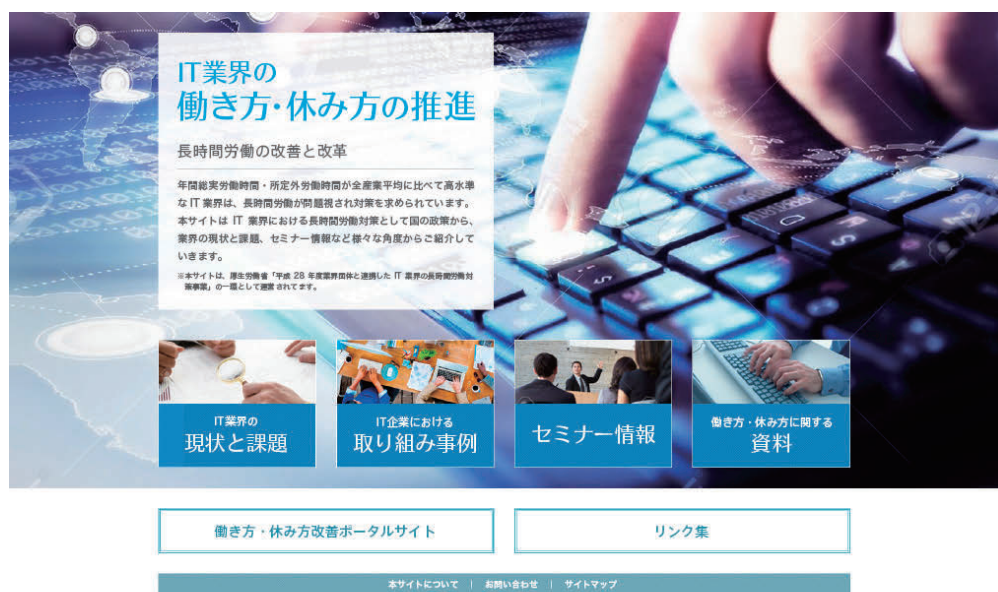 IT業界の
働き方・休み方の推進
長時間労働の改善と改革
年間総実労働時間・所定外労働時間が全産業平均に比べて高水準
な IT 業界は、長時間労働が問題視され対策を求められています。
本サイトは IT 業界における長時間労働対策として国の政策から、
業界の現状と課題、セミナー情報など様々な角度からご紹介して
いきます。
※本サイトは、厚生労働省「平成 28 年度業界団体と連携した IT 業界の長時間労働対
策事業」の一環として運営されてます。
IT業界の
現状と課題
IT企業における
取り組み事例
セミナー情報
働き方・休み方に関する
資料
働き方・休み方改善ポータルサイト
リンク集
本サイトについて | お問い合わせ | サイトマップ